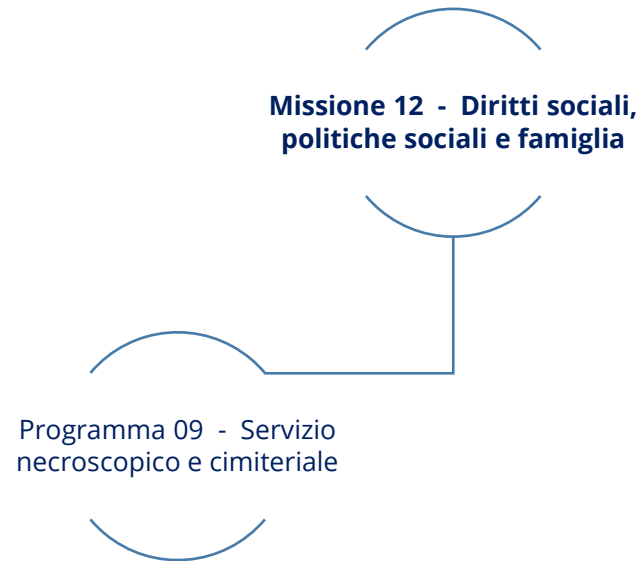 Missione 12 - Diritti sociali,
politiche sociali e famiglia
Programma 09 - Servizio
necroscopico e cimiteriale